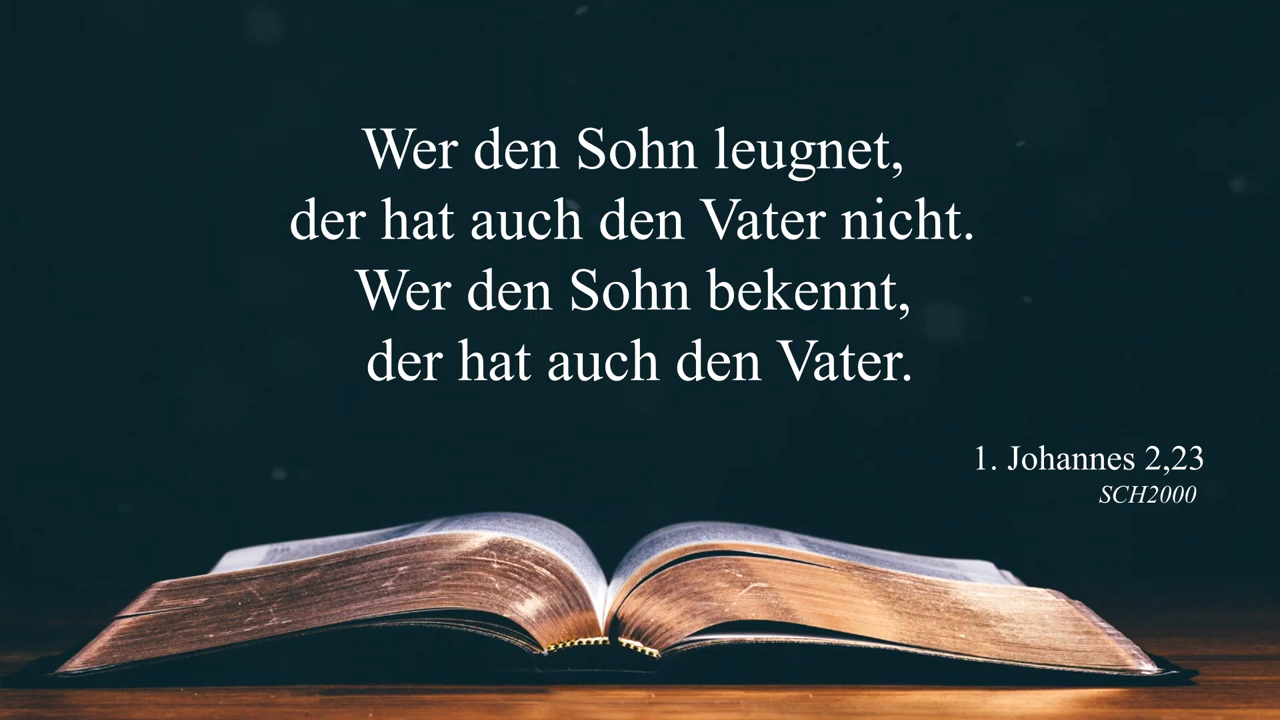 Wer den Sohn leugnet,
der hat auch den Vater nicht.
Wer den Sohn bekennt,
der hat auch den Vater.
1. Johannes 2,23
SCH2000